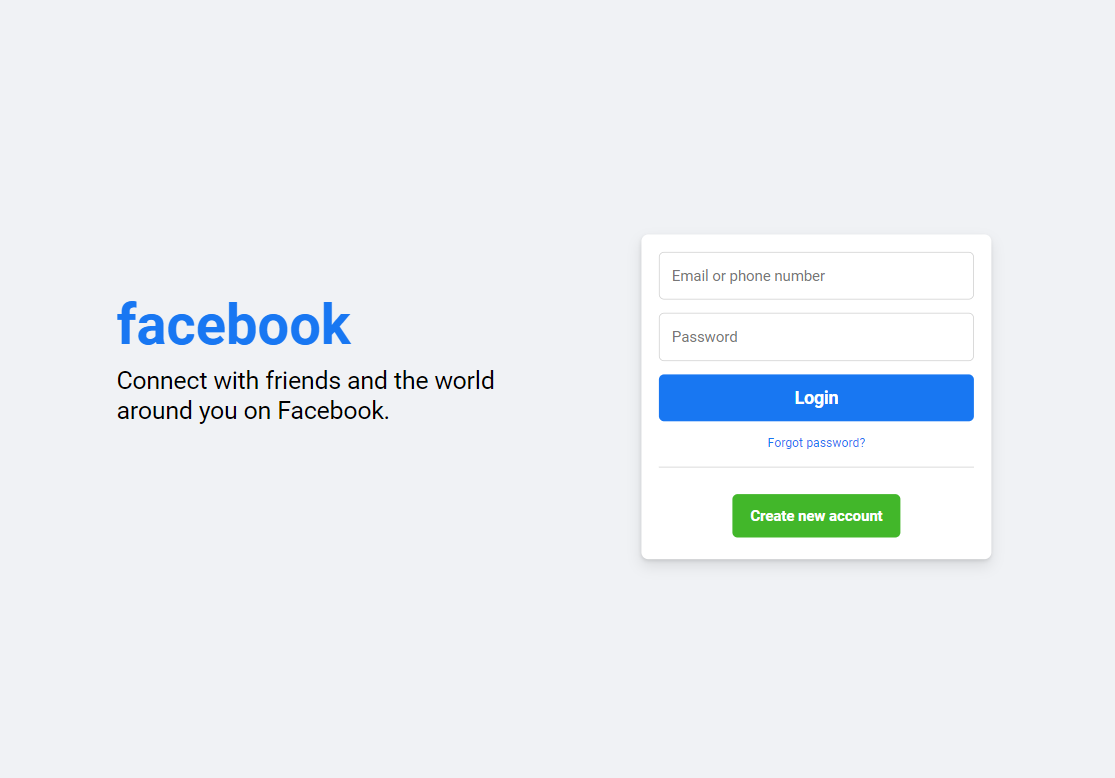 facebook
Connect with friends and the world
around you on Facebook.
Email or phone number
Password
Login
Forgot password?
Create new account